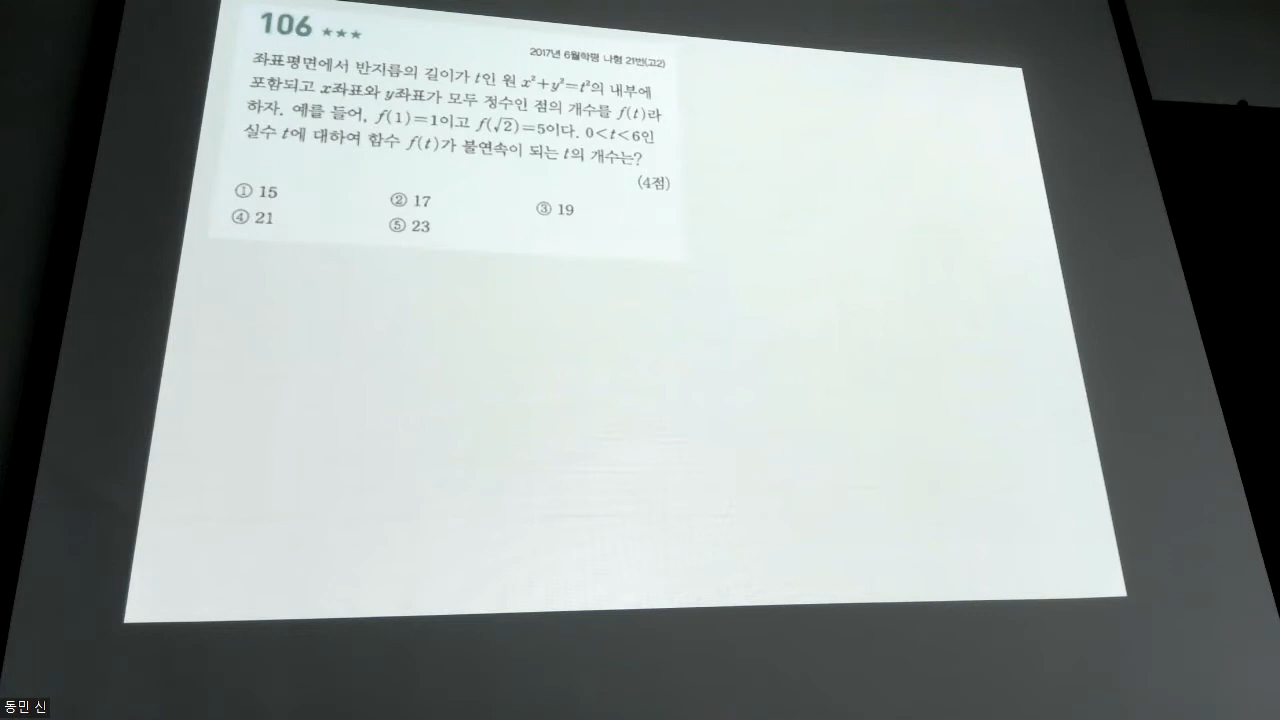 106 ★★★
2017년 6월학평 나형 21번(고2)
좌표평면에서 반지름의 길이가 t인 원 x²+y²=t²의 내부에
포함되고 x좌표와 y좌표가 모두 정수인 점의 개수를 f(t)라
하자. 예를 들어, f(1)=1이고 f(√2)=5이다. 0<t<6인
실수 t에 대하여 함수 f(t)가 불연속이 되는 t의 개수는?
(4점)
① 15 ② 17 ③ 19
④ 21 ⑤ 23
동민 신